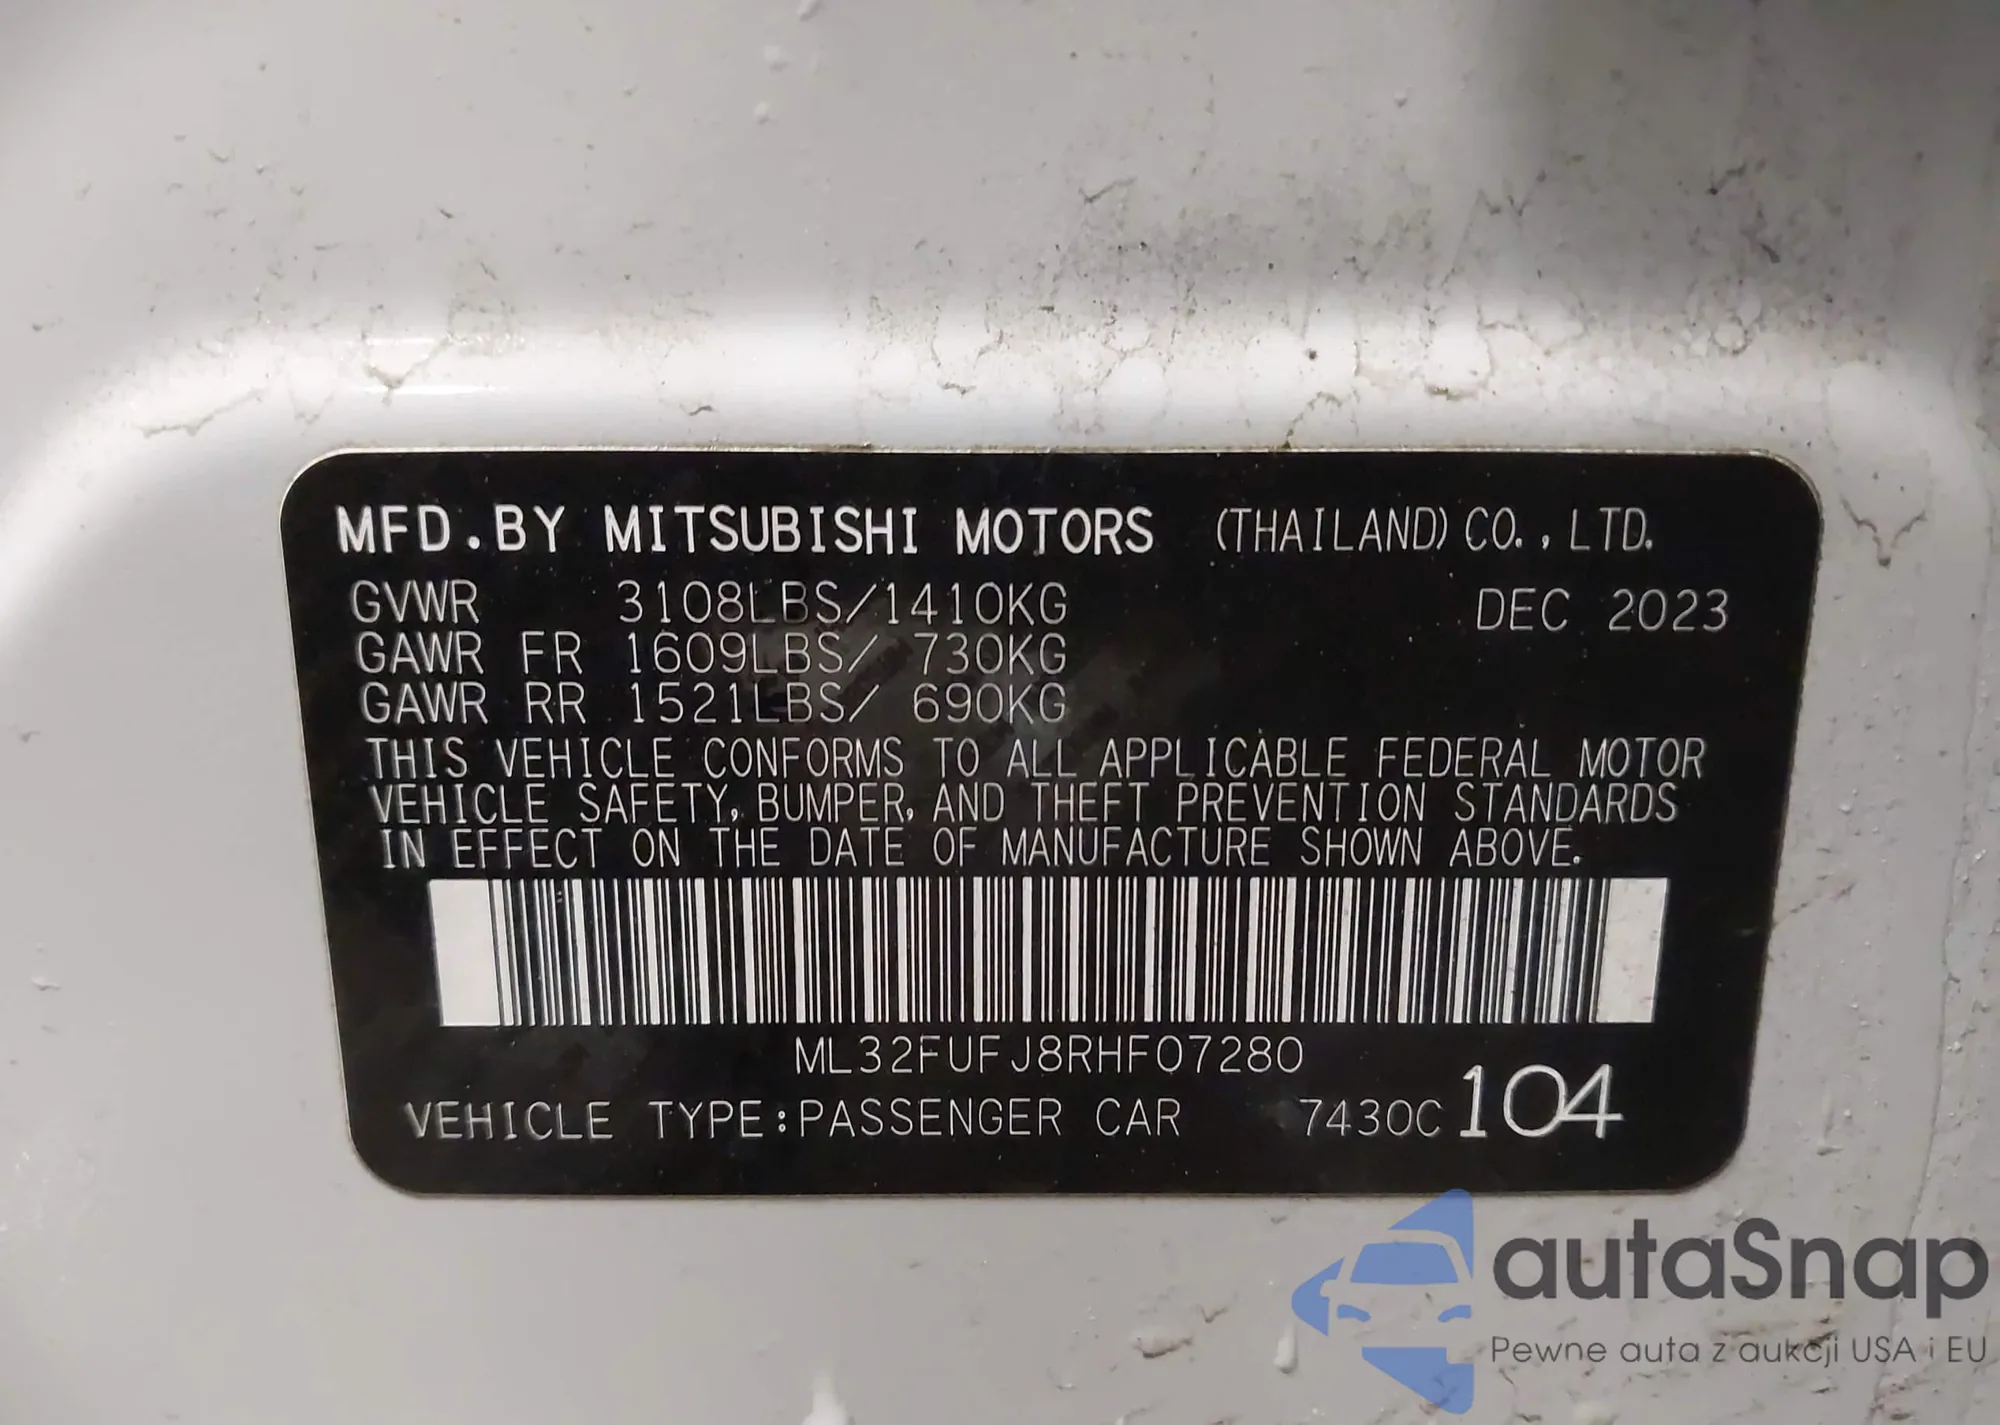 MFD.BY MITSUBISHI MOTORS (THAILAND) CO., LTD.
GVWR 3108LBS/1410KG DEC 2023
GAWR FR 1609LBS/ 730KG
GAWR RR 1521LBS/ 690KG
THIS VEHICLE CONFORMS TO ALL APPLICABLE FEDERAL MOTOR
VEHICLE SAFETY, BUMPER, AND THEFT PREVENTION STANDARDS
IN EFFECT ON THE DATE OF MANUFACTURE SHOWN ABOVE.
ML32FUFJ8RHF07280
VEHICLE TYPE:PASSENGER CAR 7430C 104
autaSnap
Pewne auta z aukcji USA i EU